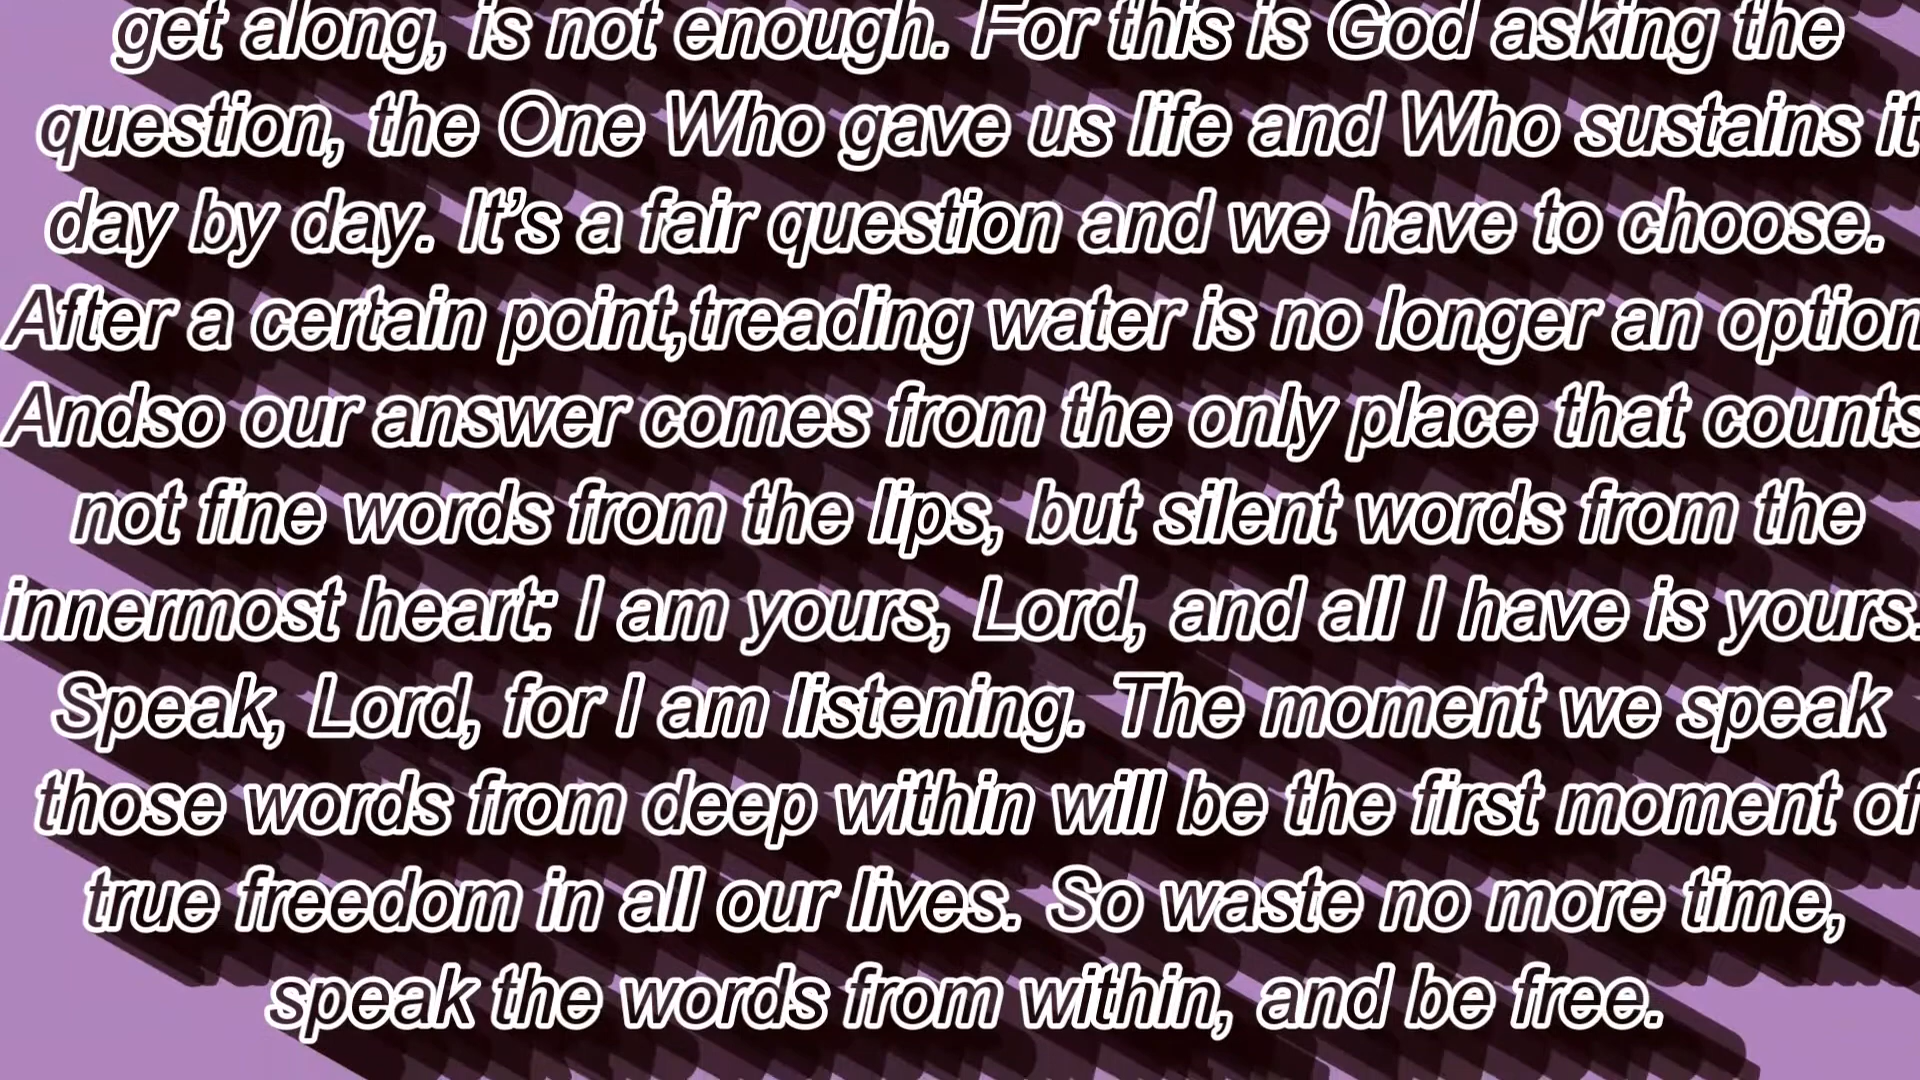 get along, is not enough. For this is God asking the
question, the One Who gave us life and Who sustains it
day by day. It’s a fair question and we have to choose.
After a certain point,treading water is no longer an option
Andso our answer comes from the only place that counts
not fine words from the lips, but silent words from the
innermost heart: I am yours, Lord, and all I have is yours.
Speak, Lord, for I am listening. The moment we speak
those words from deep within will be the first moment of
true freedom in all our lives. So waste no more time,
speak the words from within, and be free.